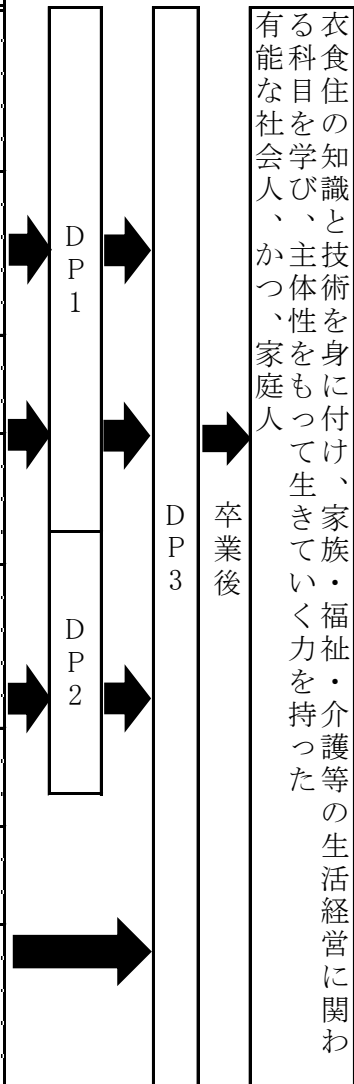 DP1
DP2
DP3
卒業後
衣食住の知識と技術を身に付け、家族・福祉・介護等の生活経営に関わ
る科目を学び、主体性をもって生きていく力を持った
有能な社会人、かつ、家庭人